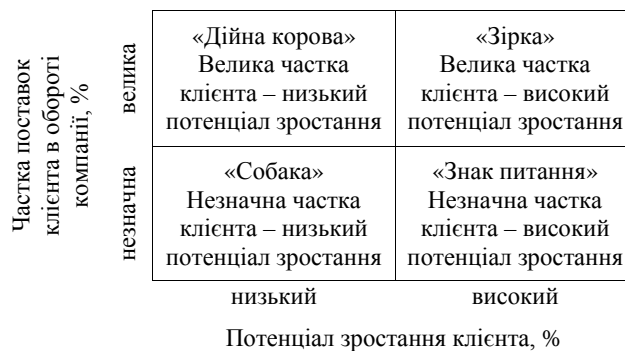 Частка поставок
клієнта в обороті
компанії, %
велика
«Дійна корова»
Велика частка
клієнта – низький
потенціал зростання
«Зірка»
Велика частка
клієнта – високий
потенціал зростання
незначна
«Собака»
Незначна частка
клієнта – низький
потенціал зростання
«Знак питання»
Незначна частка
клієнта – високий
потенціал зростання
низький
високий
Потенціал зростання клієнта, %